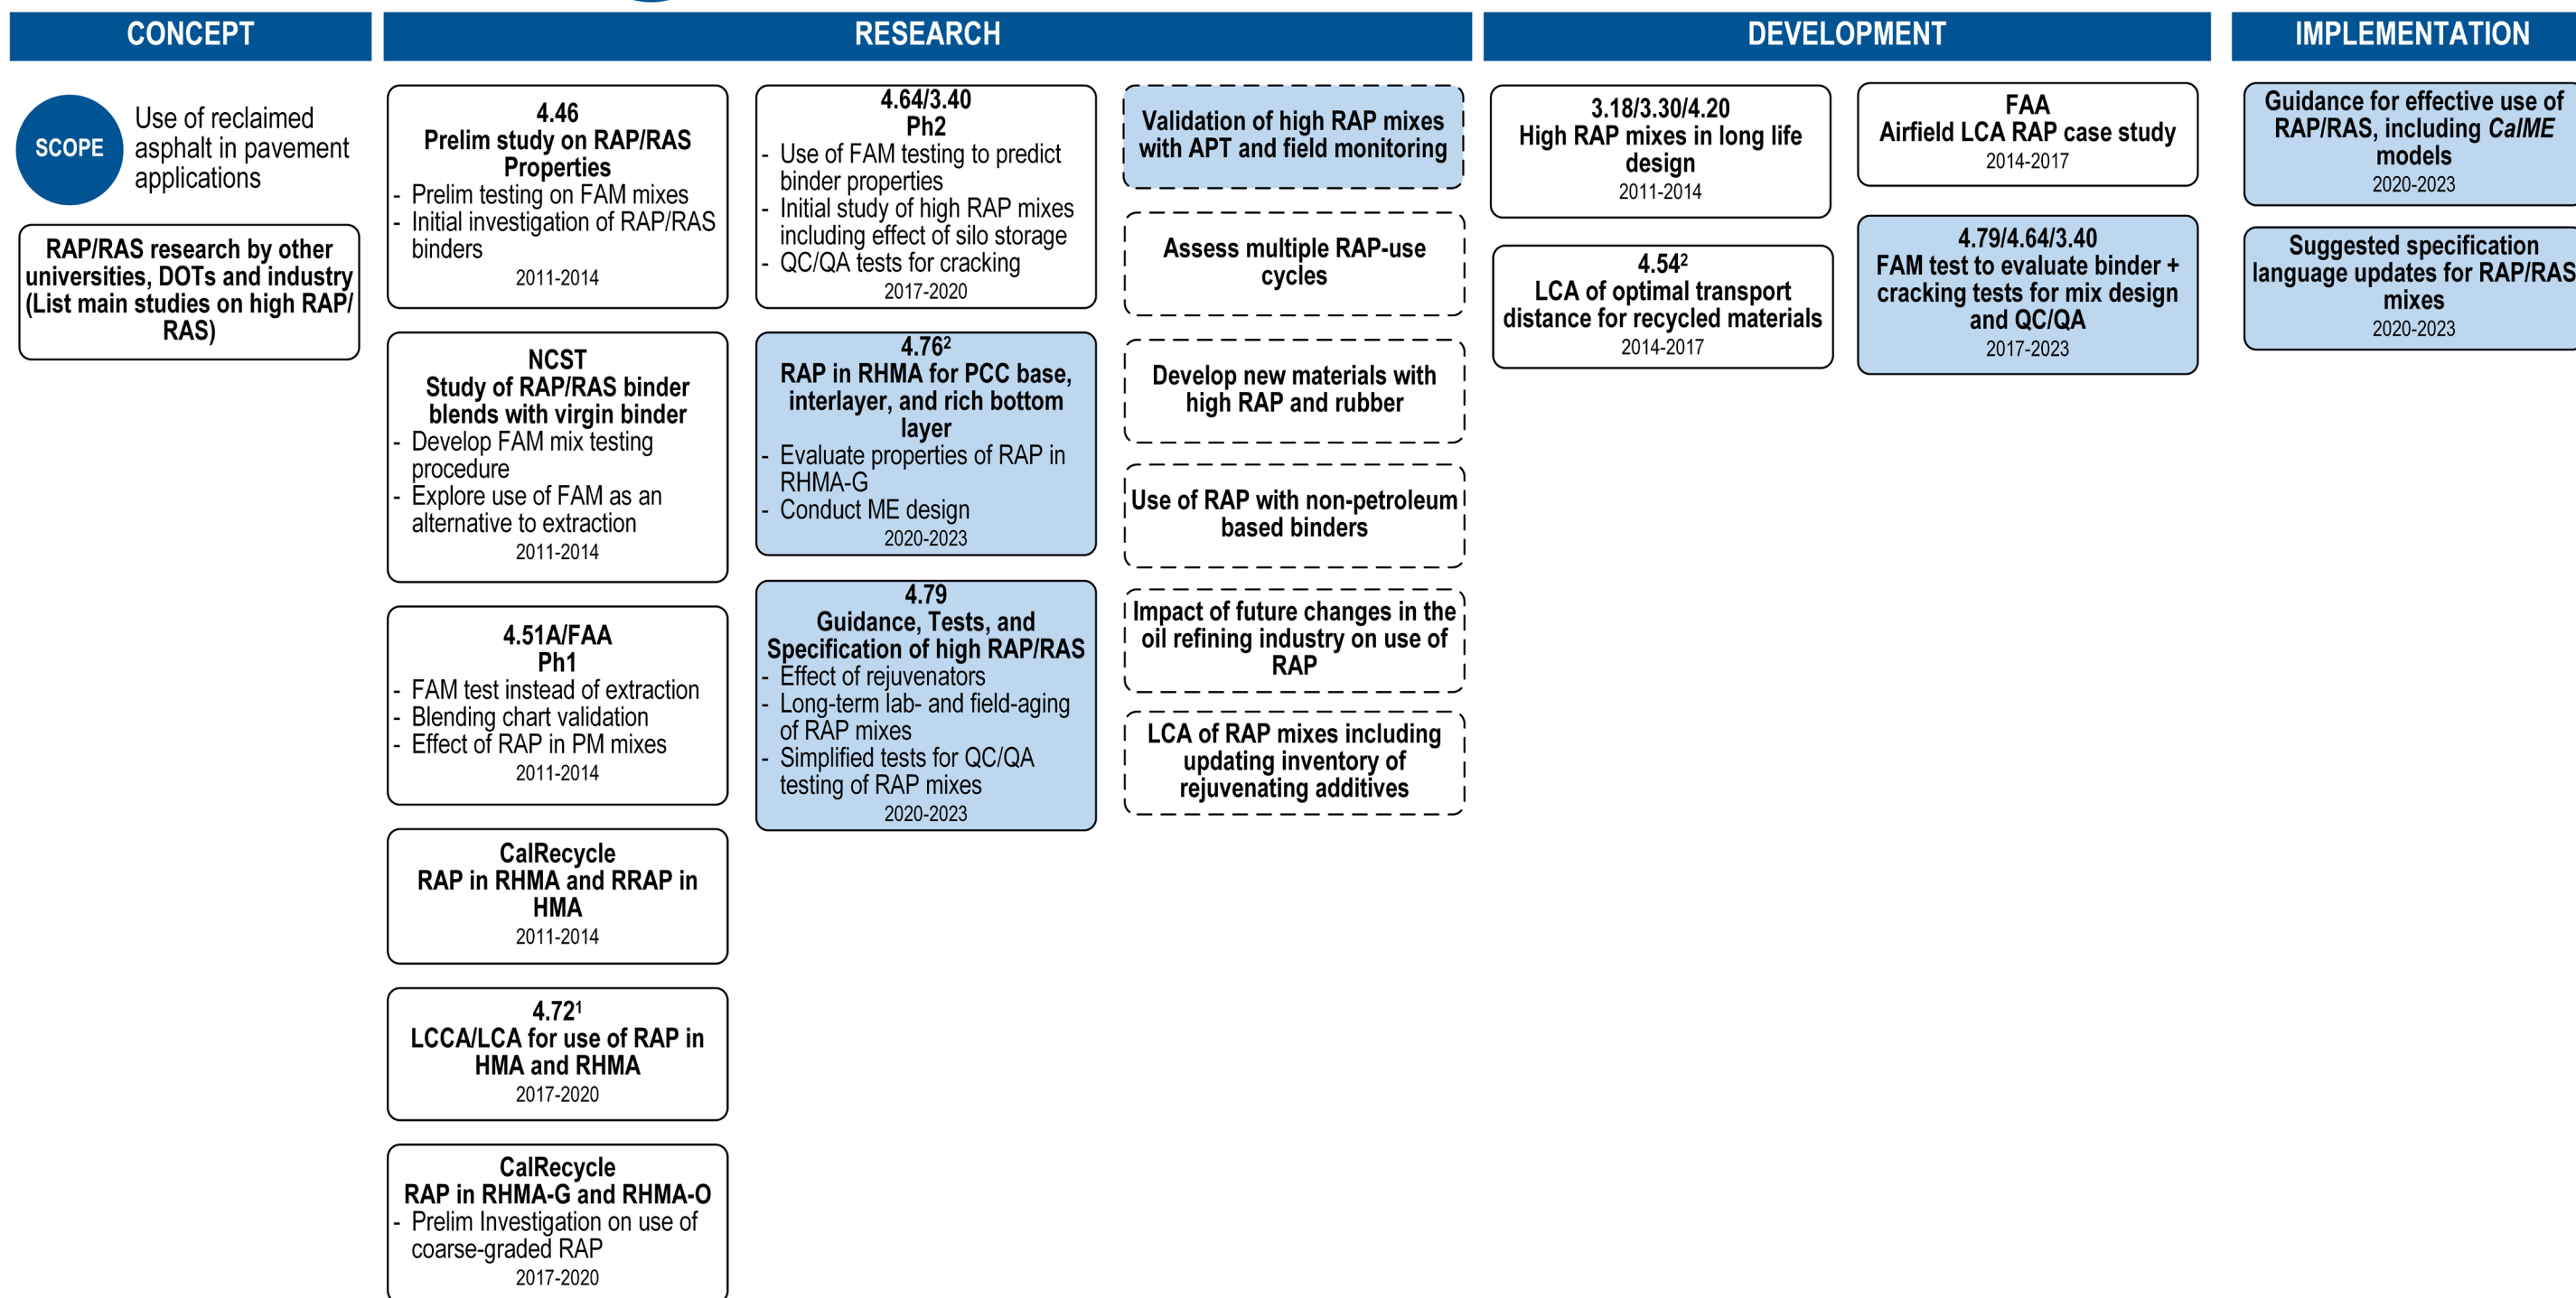 CONCEPT
RESEARCH
DEVELOPMENT
IMPLEMENTATION
SCOPE
Use of reclaimed
asphalt in pavement
applications
RAP/RAS research by other
universities, DOTs and industry
(List main studies on high RAP/
RAS)
4.46
Prelim study on RAP/RAS
Properties
- Prelim testing on FAM mixes
- Initial investigation of RAP/RAS
binders
2011-2014
NCST
Study of RAP/RAS binder
blends with virgin binder
- Develop FAM mix testing
procedure
- Explore use of FAM as an
alternative to extraction
2011-2014
4.51A/FAA
Ph1
- FAM test instead of extraction
- Blending chart validation
- Effect of RAP in PM mixes
2011-2014
CalRecycle
RAP in RHMA and RRAP in
HMA
2011-2014
4.72¹
LCCA/LCA for use of RAP in
HMA and RHMA
2017-2020
CalRecycle
RAP in RHMA-G and RHMA-O
- Prelim Investigation on use of
coarse-graded RAP
2017-2020
4.64/3.40
Ph2
- Use of FAM testing to predict
binder properties
- Initial study of high RAP mixes
including effect of silo storage
- QC/QA tests for cracking
2017-2020
4.76²
RAP in RHMA for PCC base,
interlayer, and rich bottom
layer
- Evaluate properties of RAP in
RHMA-G
- Conduct ME design
2020-2023
4.79
Guidance, Tests, and
Specification of high RAP/RAS
- Effect of rejuvenators
- Long-term lab- and field-aging
of RAP mixes
- Simplified tests for QC/QA
testing of RAP mixes
2020-2023
Validation of high RAP mixes
with APT and field monitoring
Assess multiple RAP-use
cycles
Develop new materials with
high RAP and rubber
Use of RAP with non-petroleum
based binders
Impact of future changes in the
oil refining industry on use of
RAP
LCA of RAP mixes including
updating inventory of
rejuvenating additives
3.18/3.30/4.20
High RAP mixes in long life
design
2011-2014
4.54²
LCA of optimal transport
distance for recycled materials
2014-2017
FAA
Airfield LCA RAP case study
2014-2017
4.79/4.64/3.40
FAM test to evaluate binder +
cracking tests for mix design
and QC/QA
2017-2023
Guidance for effective use of
RAP/RAS, including CalME
models
2020-2023
Suggested specification
language updates for RAP/RAS
mixes
2020-2023